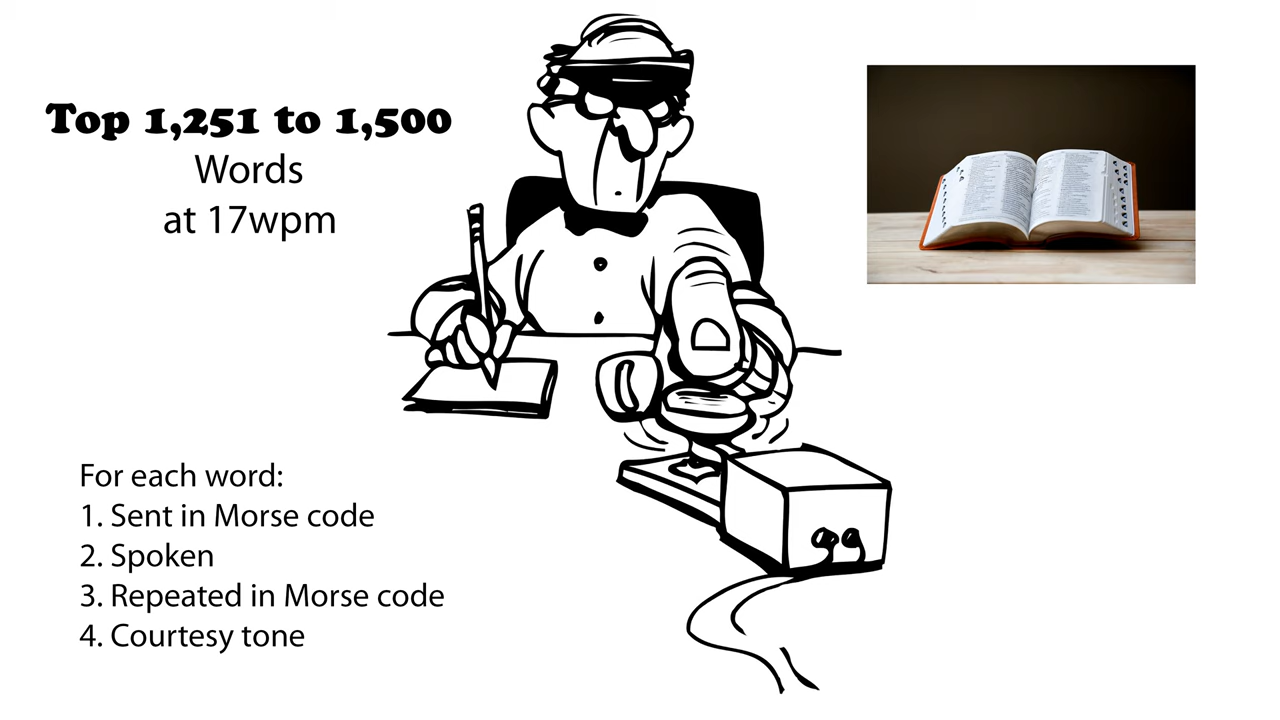 Top 1,251 to 1,500
Words
at 17wpm
For each word:
1. Sent in Morse code
2. Spoken
3. Repeated in Morse code
4. Courtesy tone